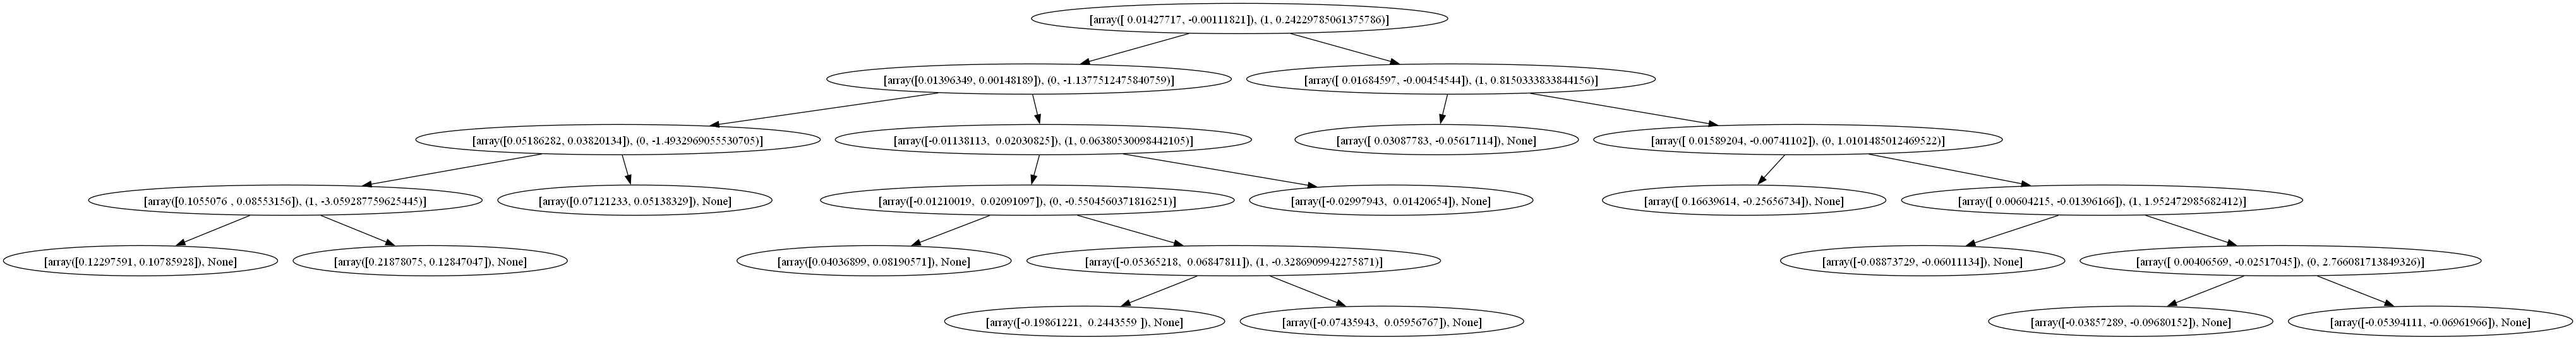 [array([ 0.01427717, -0.00111821]), (1, 0.24229785061375786)]
[array([0.01396349, 0.00148189]), (0, -1.1377512475840759)]
[array([ 0.01684597, -0.00454544]), (1, 0.8150333833844156)]
[array([0.05186282, 0.03820134]), (0, -1.4932969055530705)]
[array([-0.01138113,  0.02030825]), (1, 0.06380530098442105)]
[array([ 0.03087783, -0.05617114]), None]
[array([ 0.01589204, -0.00741102]), (0, 1.0101485012469522)]
[array([0.1055076 , 0.08553156]), (1, -3.059287759625445)]
[array([0.07121233, 0.05138329]), None]
[array([-0.01210019,  0.02091097]), (0, -0.5504560371816251)]
[array([-0.02997943,  0.01420654]), None]
[array([ 0.16639614, -0.25656734]), None]
[array([ 0.00604215, -0.01396166]), (1, 1.952472985682412)]
[array([0.12297591, 0.10785928]), None]
[array([0.21878075, 0.12847047]), None]
[array([0.04036899, 0.08190571]), None]
[array([-0.05365218,  0.06847811]), (1, -0.3286909942275871)]
[array([-0.08873729, -0.06011134]), None]
[array([ 0.00406569, -0.02517045]), (0, 2.766081713849326)]
[array([-0.19861221,  0.2443559 ]), None]
[array([-0.07435943,  0.05956767]), None]
[array([-0.03857289, -0.09680152]), None]
[array([-0.05394111, -0.06961966]), None]